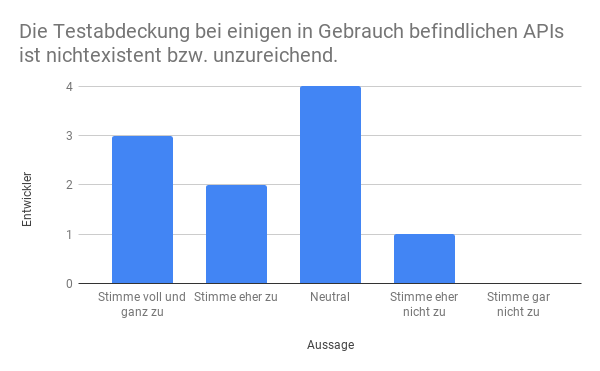 Die Testabdeckung bei einigen in Gebrauch befindlichen APIs
ist nichtexistent bzw. unzureichend.
4
3
2
1
0
Entwickler
Stimme voll und
ganz zu
Stimme eher zu
Neutral
Stimme eher
nicht zu
Stimme gar
nicht zu
Aussage